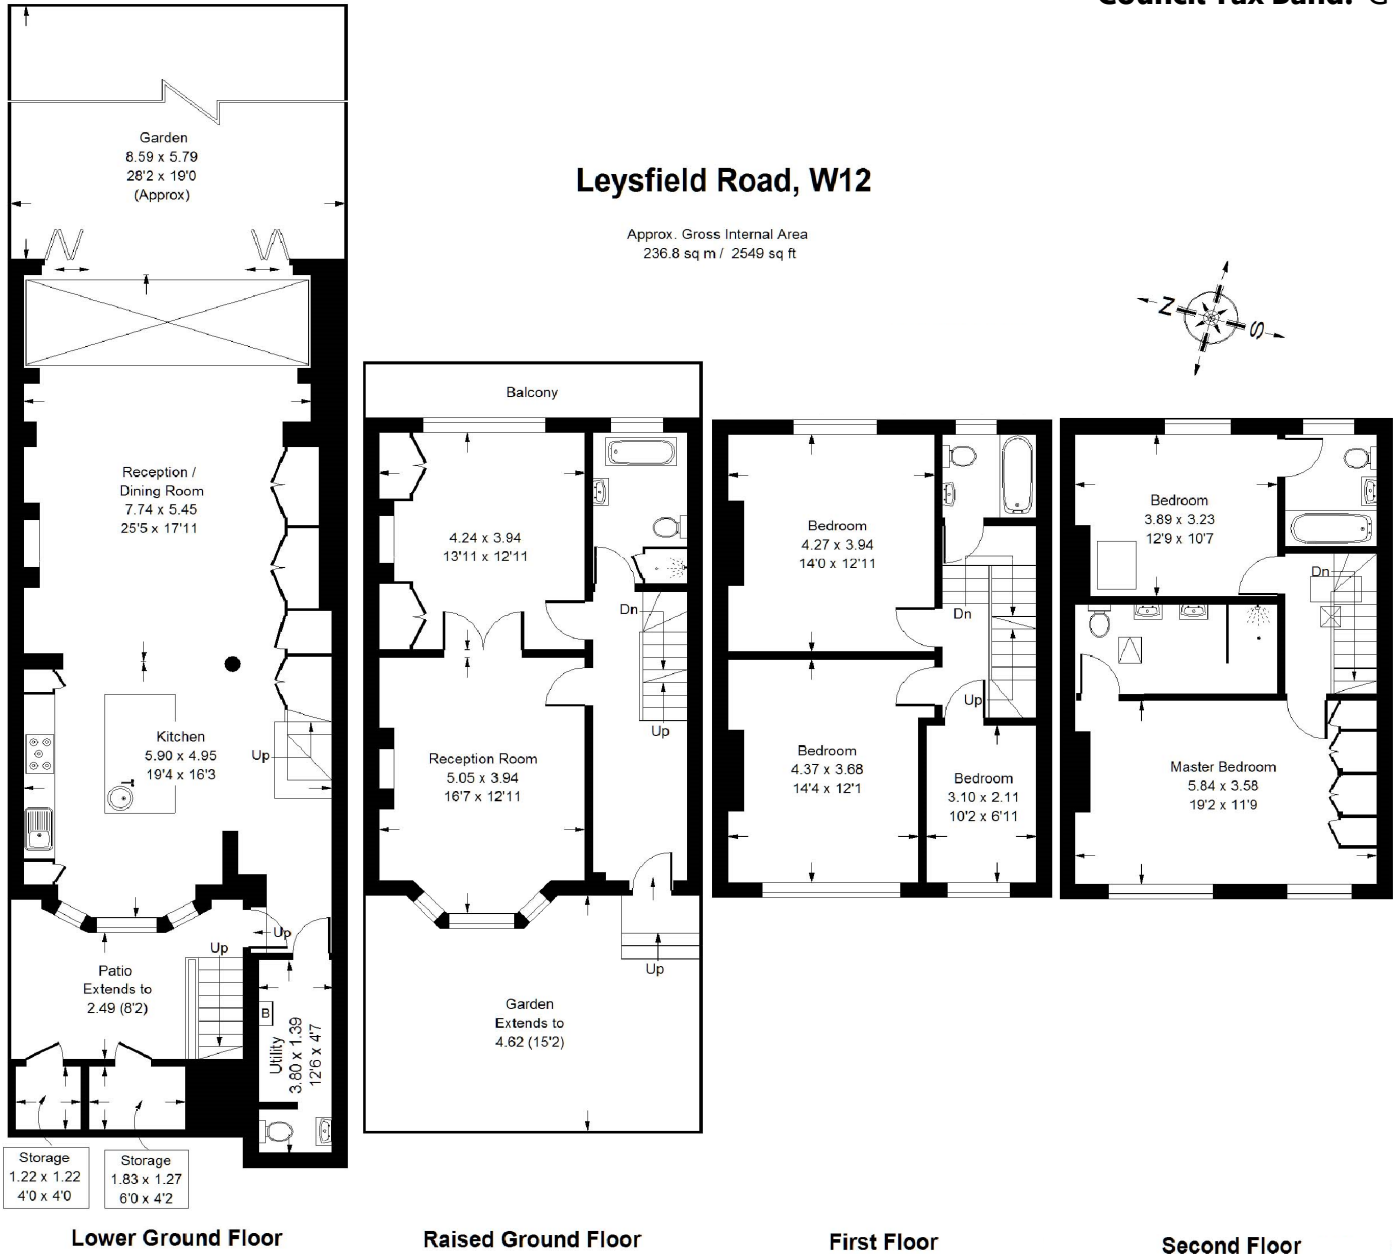 Council Tax Band: G
Garden
8.59 x 5.79
28'2 x 19'0
(Approx)
Leysfield Road, W12
Approx. Gross Internal Area
236.8 sq m / 2549 sq ft
N
S
Reception /
Dining Room
7.74 x 5.45
25'5 x 17'11
Kitchen
5.90 x 4.95
19'4 x 16'3
Up
Up
Up
Patio
Extends to
2.49 (8'2)
B
Utility
3.80 x 1.39
12'6 x 4'7
Storage
1.22 x 1.22
4'0 x 4'0
Storage
1.83 x 1.27
6'0 x 4'2
Lower Ground Floor
Balcony
4.24 x 3.94
13'11 x 12'11
Dn
Up
Reception Room
5.05 x 3.94
16'7 x 12'11
Up
Garden
Extends to
4.62 (15'2)
Raised Ground Floor
Bedroom
4.27 x 3.94
14'0 x 12'11
Dn
Up
Bedroom
4.37 x 3.68
14'4 x 12'1
Bedroom
3.10 x 2.11
10'2 x 6'11
First Floor
Bedroom
3.89 x 3.23
12'9 x 10'7
Dn
Master Bedroom
5.84 x 3.58
19'2 x 11'9
Second Floor